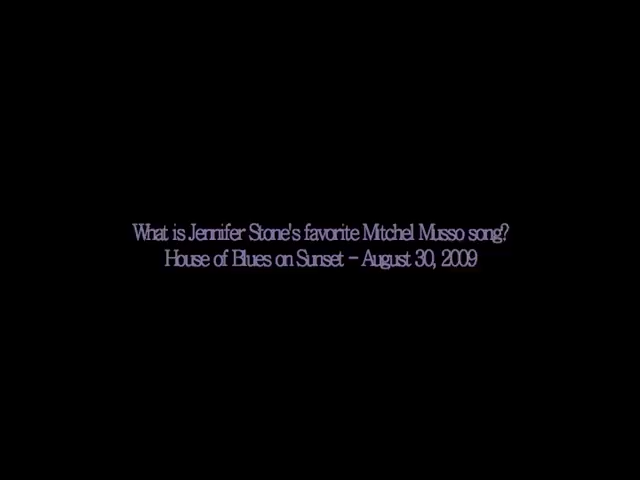 What is Jennifer Stone's favorite Mitchel Musso song?
House of Blues on Sunset - August 30, 2009